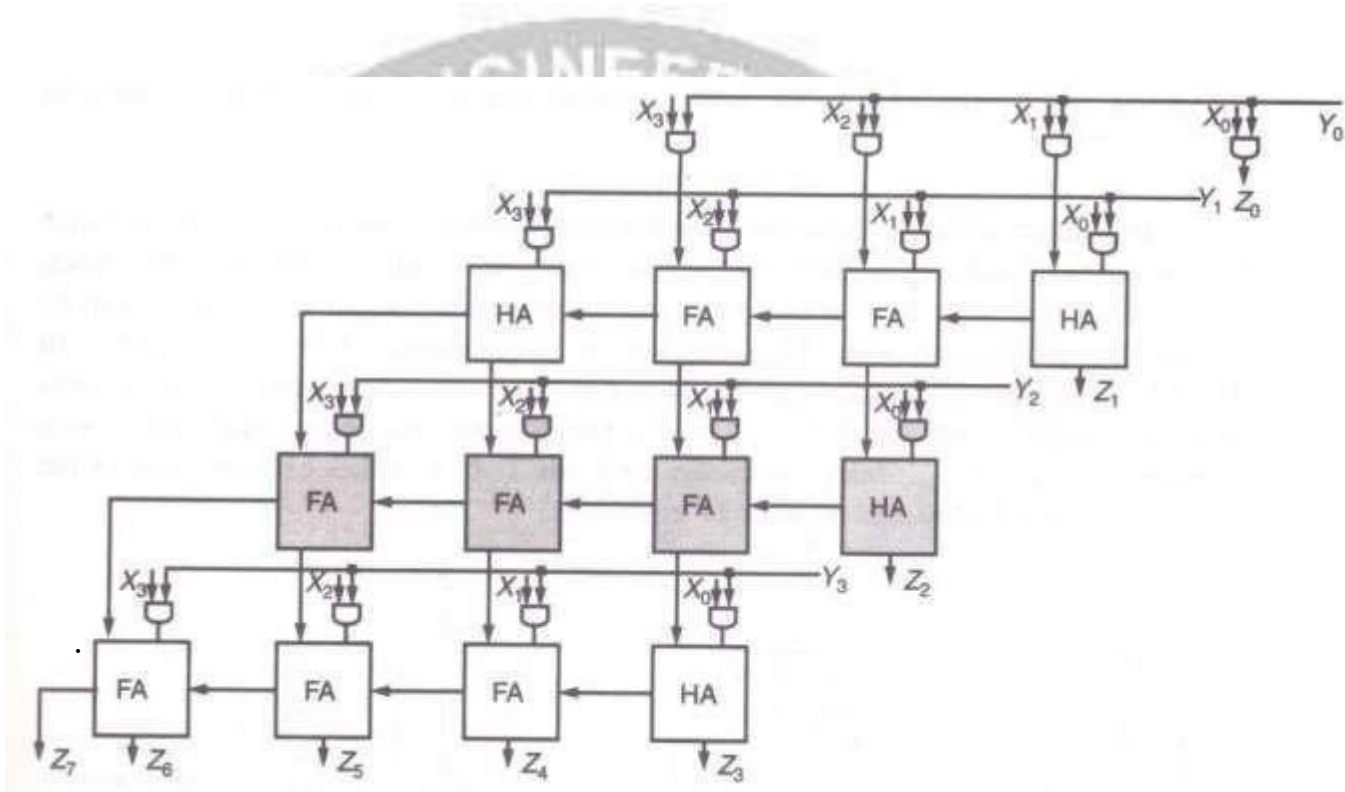 X3 X2 X1 X0 Y0
X3 X2 X1 X0 Y1 Z0
HA FA FA HA
Z1
X3 X2 X1 X0 Y2
FA FA FA HA
Z2
X3 X2 X1 X0 Y3
FA FA FA HA
Z7 Z6 Z5 Z4 Z3